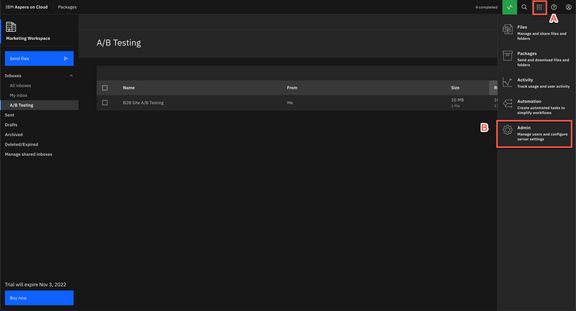 IBM Aspera on Cloud
Packages
4 completed
A
Marketing Workspace
Send files
Inboxes
All inboxes
My inbox
A/B Testing
Sent
Drafts
Archived
Deleted/Expired
Manage shared inboxes
Trial will expire Nov 3, 2022
Buy now
A/B Testing
Name
From
Size
B2B Site A/B Testing
Me
10 MB
1 file
B
Files
Manage and share files and
folders
Packages
Send and download files and
folders
Activity
Track usage and user activity
Automation
Create automated tasks to
simplify workflows
Admin
Manage users and configure
server settings